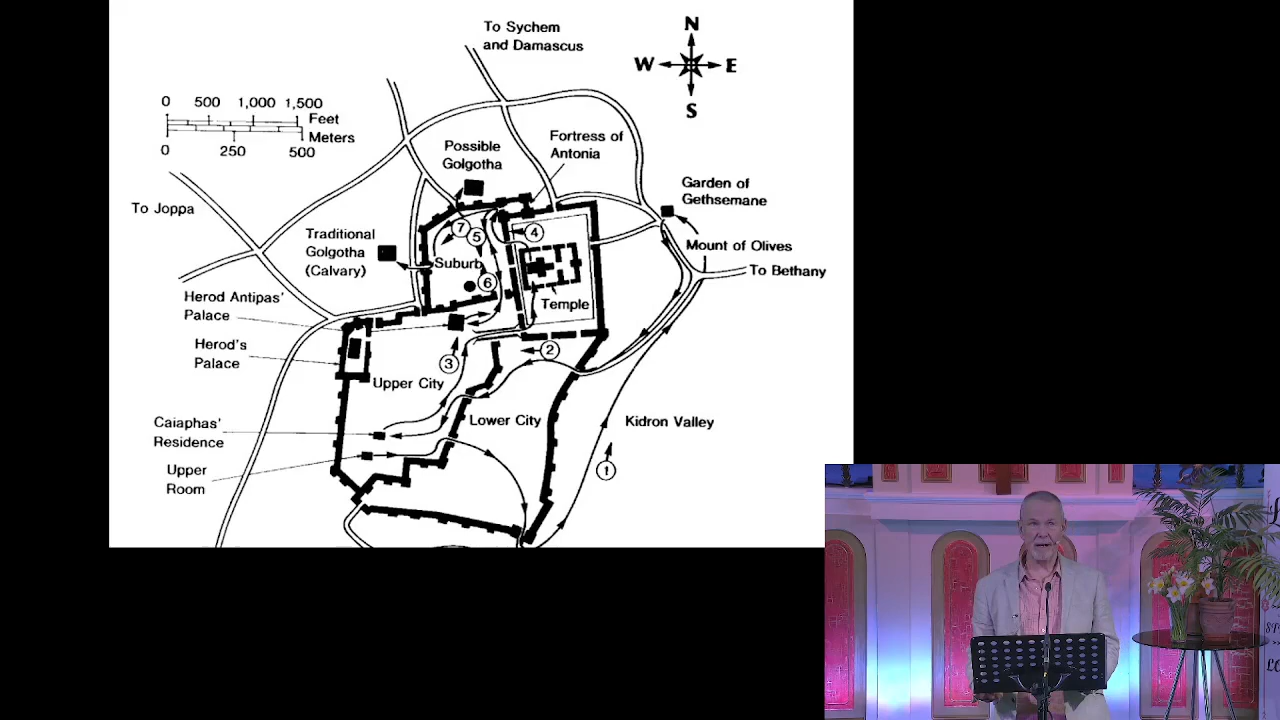 To Sychem
and Damascus
N
W E
S
0 500 1,000 1,500
Feet
Meters
0 250 500
Possible
Golgotha
Fortress of
Antonia
Garden of
Gethsemane
To Joppa
Traditional
Golgotha
(Calvary)
7
5
4
Mount of Olives
Suburb
To Bethany
6
Herod Antipas'
Palace
Temple
Herod's
Palace
3
2
Upper City
Caiaphas'
Residence
Lower City
Kidron Valley
Upper
Room
1